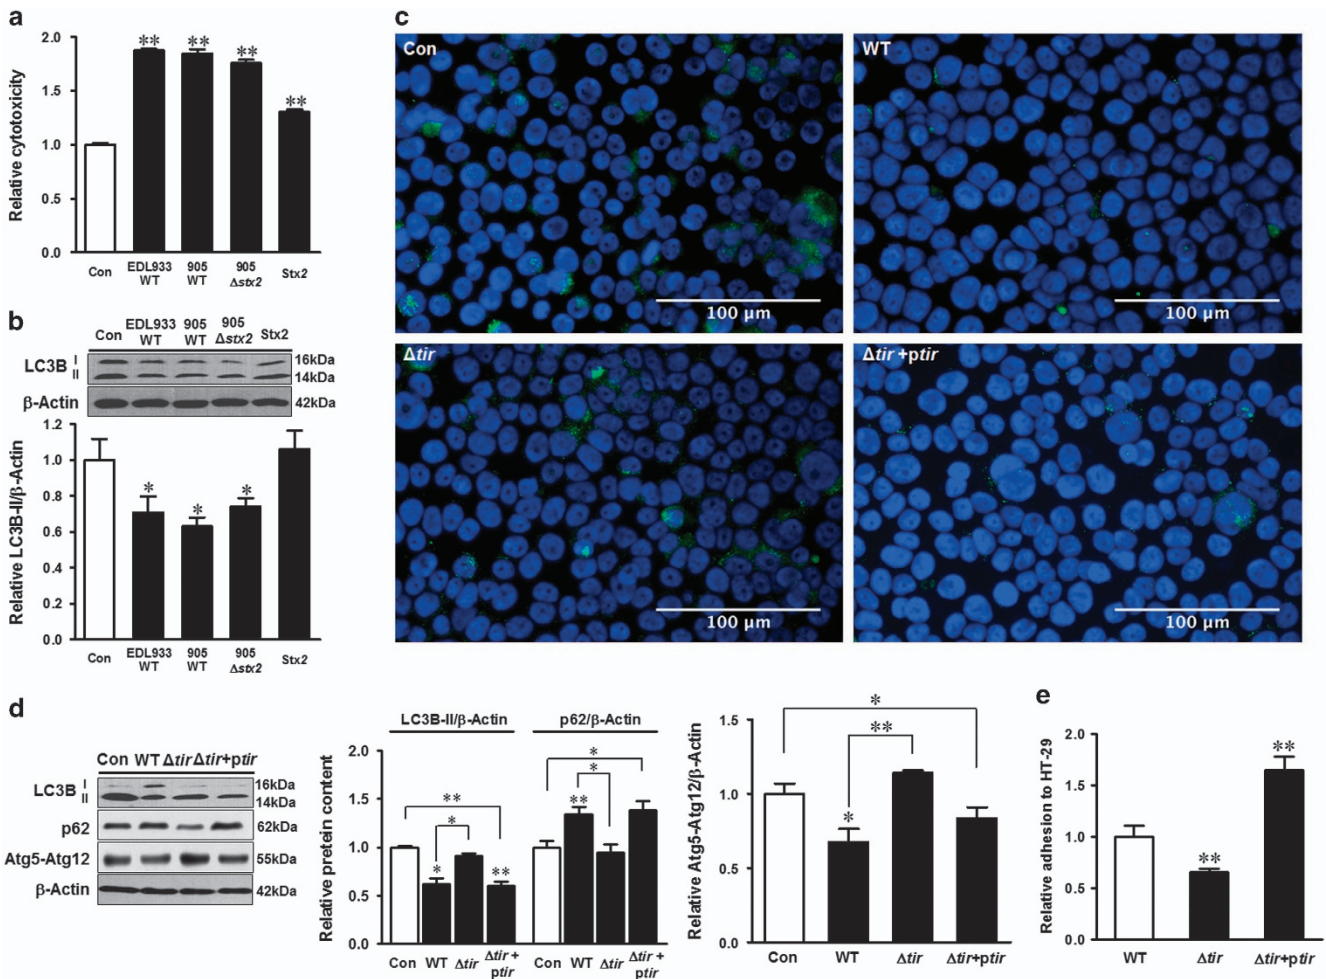 a
2.0
1.5
1.0
0.5
0.0
Relative cytotoxicity
** ** ** **
Con EDL933 WT 905 WT 905 Δstx2 Stx2
b
Con EDL933 WT 905 WT 905 Δstx2 Stx2
LC3B I 16kDa
II 14kDa
β-Actin 42kDa
1.2
1.0
0.8
0.6
0.4
0.2
0.0
Relative LC3B-II/β-Actin
* * *
Con EDL933 WT 905 WT 905 Δstx2 Stx2
c
Con
100 μm
WT
100 μm
Δtir
100 μm
Δtir+ptir
100 μm
d
Con WT Δtir Δtir+ptir
LC3B I 16kDa
II 14kDa
p62 62kDa
Atg5-Atg12 55kDa
β-Actin 42kDa
LC3B-II/β-Actin p62/β-Actin
2.0
1.5
1.0
0.5
0.0
Relative pretein content
** * * **
* * **
Con WT Δtir Δtir+ ptir Con WT Δtir Δtir+ ptir
1.5
1.0
0.5
0.0
Relative Atg5-Atg12/β-Actin
*
**
*
Con WT Δtir Δtir+ptir
e
2.0
1.5
1.0
0.5
0.0
Relative adhesion to HT-29
** **
WT Δtir Δtir+ptir